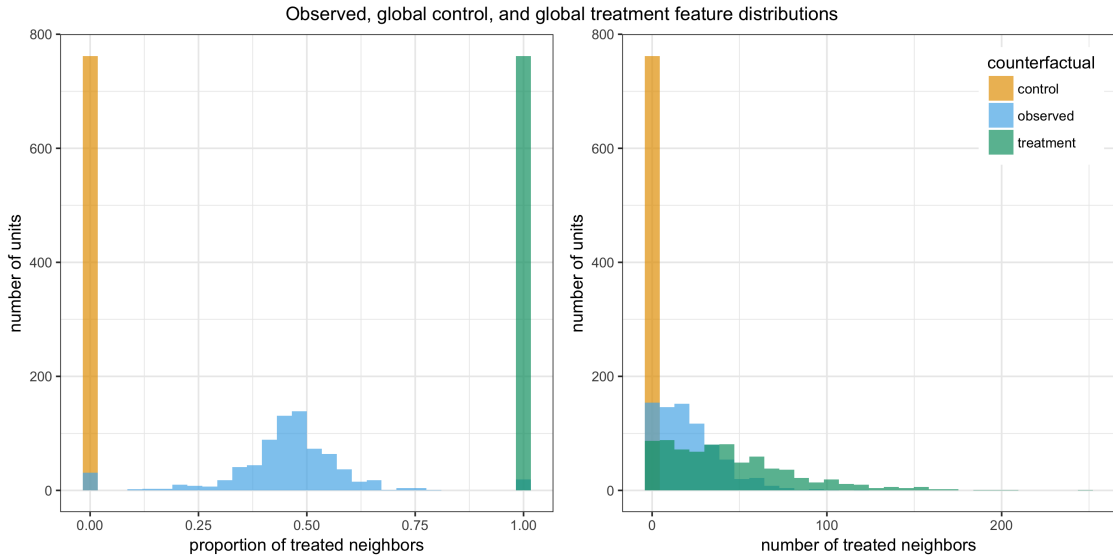 Observed, global control, and global treatment feature distributions
number of units
800
600
400
200
0
0.00 0.25 0.50 0.75 1.00
proportion of treated neighbors
number of units
800
600
400
200
0
0 100 200
number of treated neighbors
counterfactual
control
observed
treatment